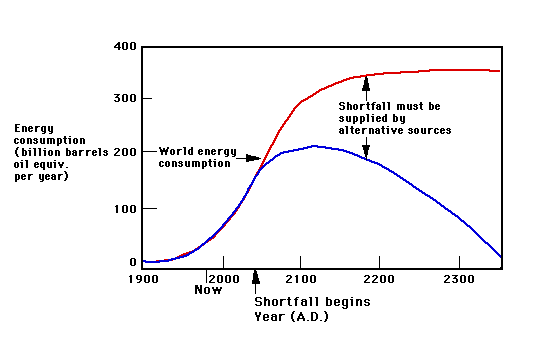 400
300
200
100
0
Energy
consumption
(billion barrels
oil equiv.
per year)
World energy
consumption
Shortfall must be
supplied by
alternative sources
1900
2000
2100
2200
2300
Now
Shortfall begins
Year (A.D.)